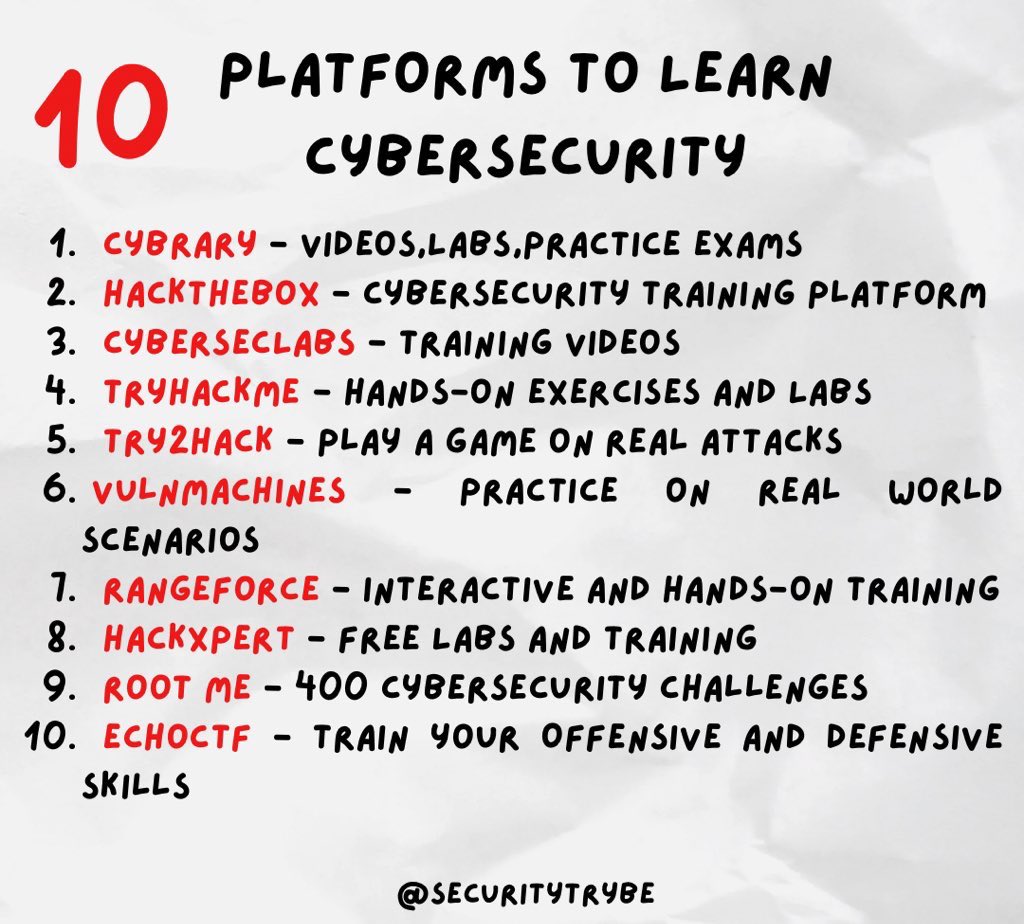 10 PLATFORMS TO LEARN
CYBERSECURITY
1. CYBRARY - VIDEOS,LABS,PRACTICE EXAMS
2. HACKTHEBOX - CYBERSECURITY TRAINING PLATFORM
3. CYBERSECLABS - TRAINING VIDEOS
4. TRYHACKME - HANDS-ON EXERCISES AND LABS
5. TRY2HACK - PLAY A GAME ON REAL ATTACKS
6. VULNMACHINES - PRACTICE ON REAL WORLD
SCENARIOS
7. RANGEFORCE - INTERACTIVE AND HANDS-ON TRAINING
8. HACKXPERT - FREE LABS AND TRAINING
9. ROOT ME - 400 CYBERSECURITY CHALLENGES
10. ECHOCTF - TRAIN YOUR OFFENSIVE AND DEFENSIVE
SKILLS
@SECURITYTRYBE